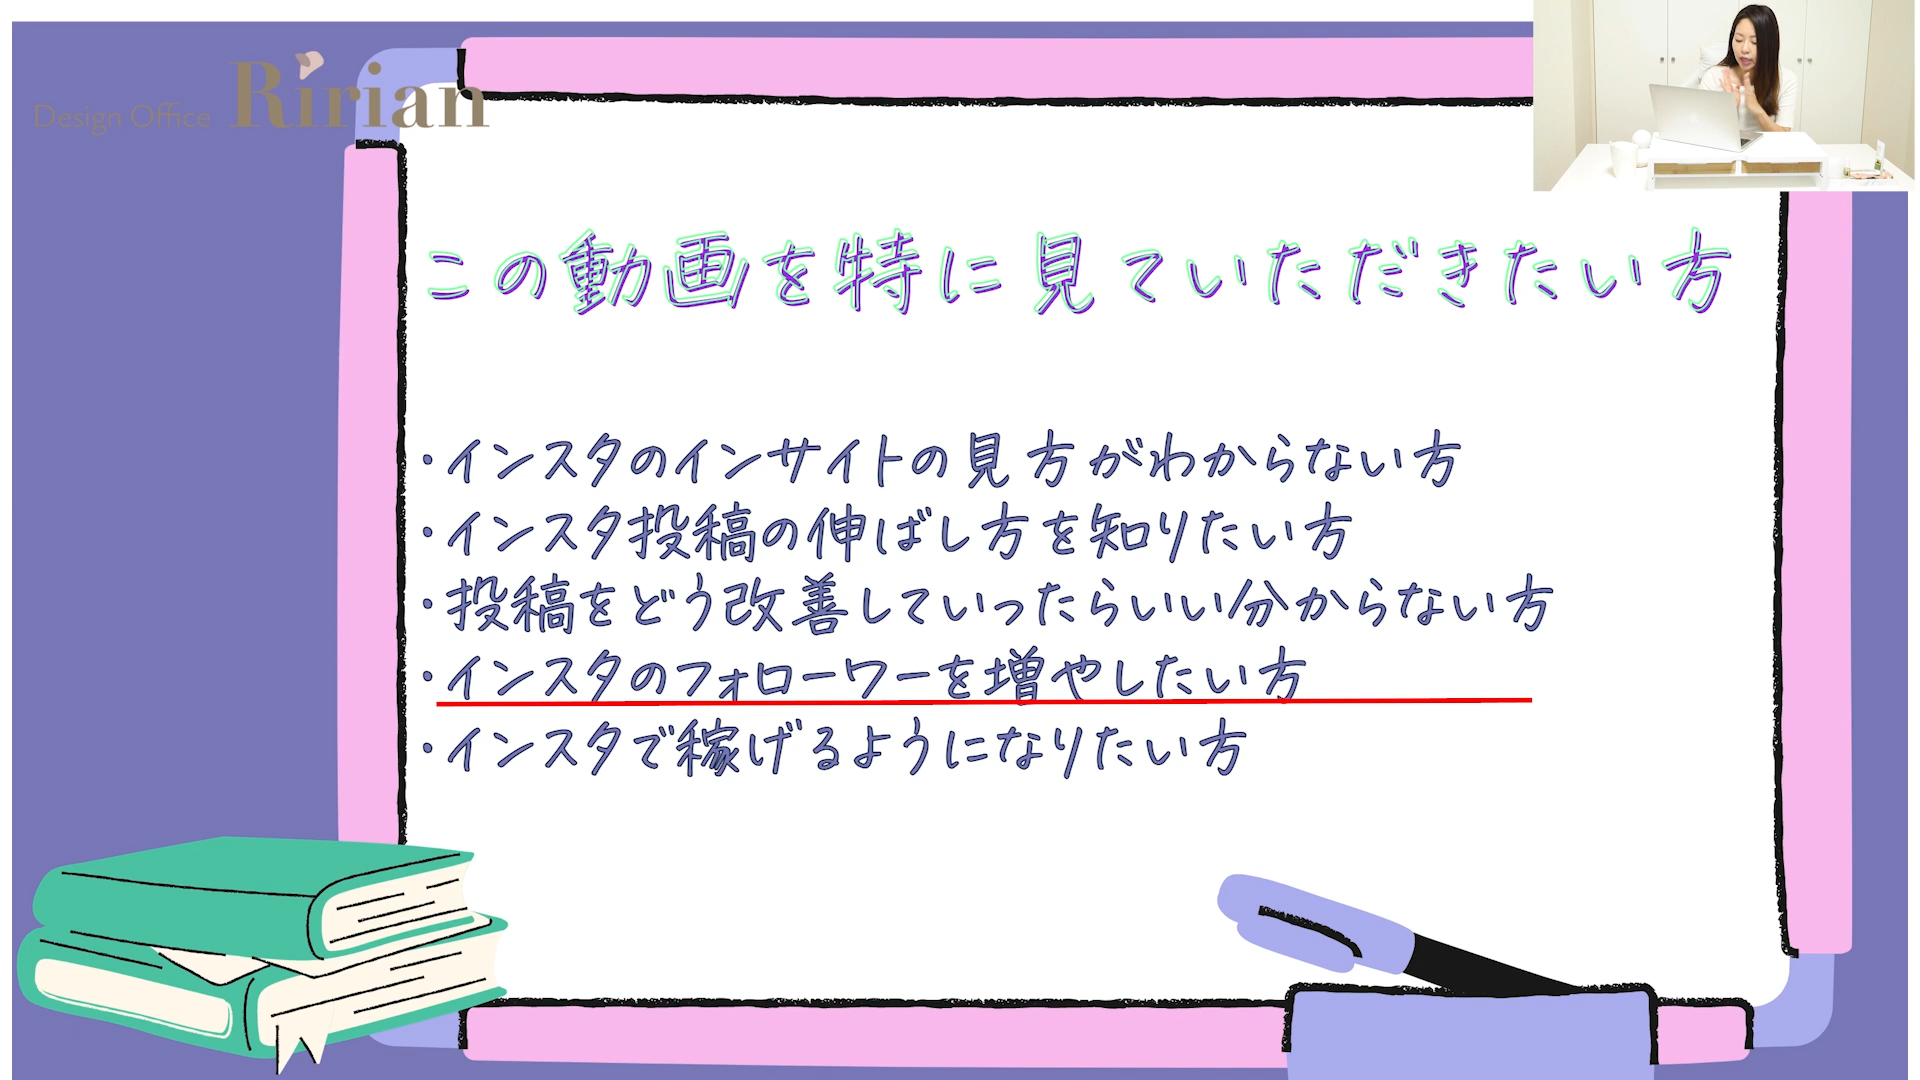 Design Office Ririan
この動画を特に見ていただきたい方
・インスタのインサイトの見方がわからない方
・インスタ投稿の伸ばし方を知りたい方
・投稿をどう改善していったらいい分からない方
・インスタのフォローワーを増やしたい方
・インスタで稼げるようになりたい方